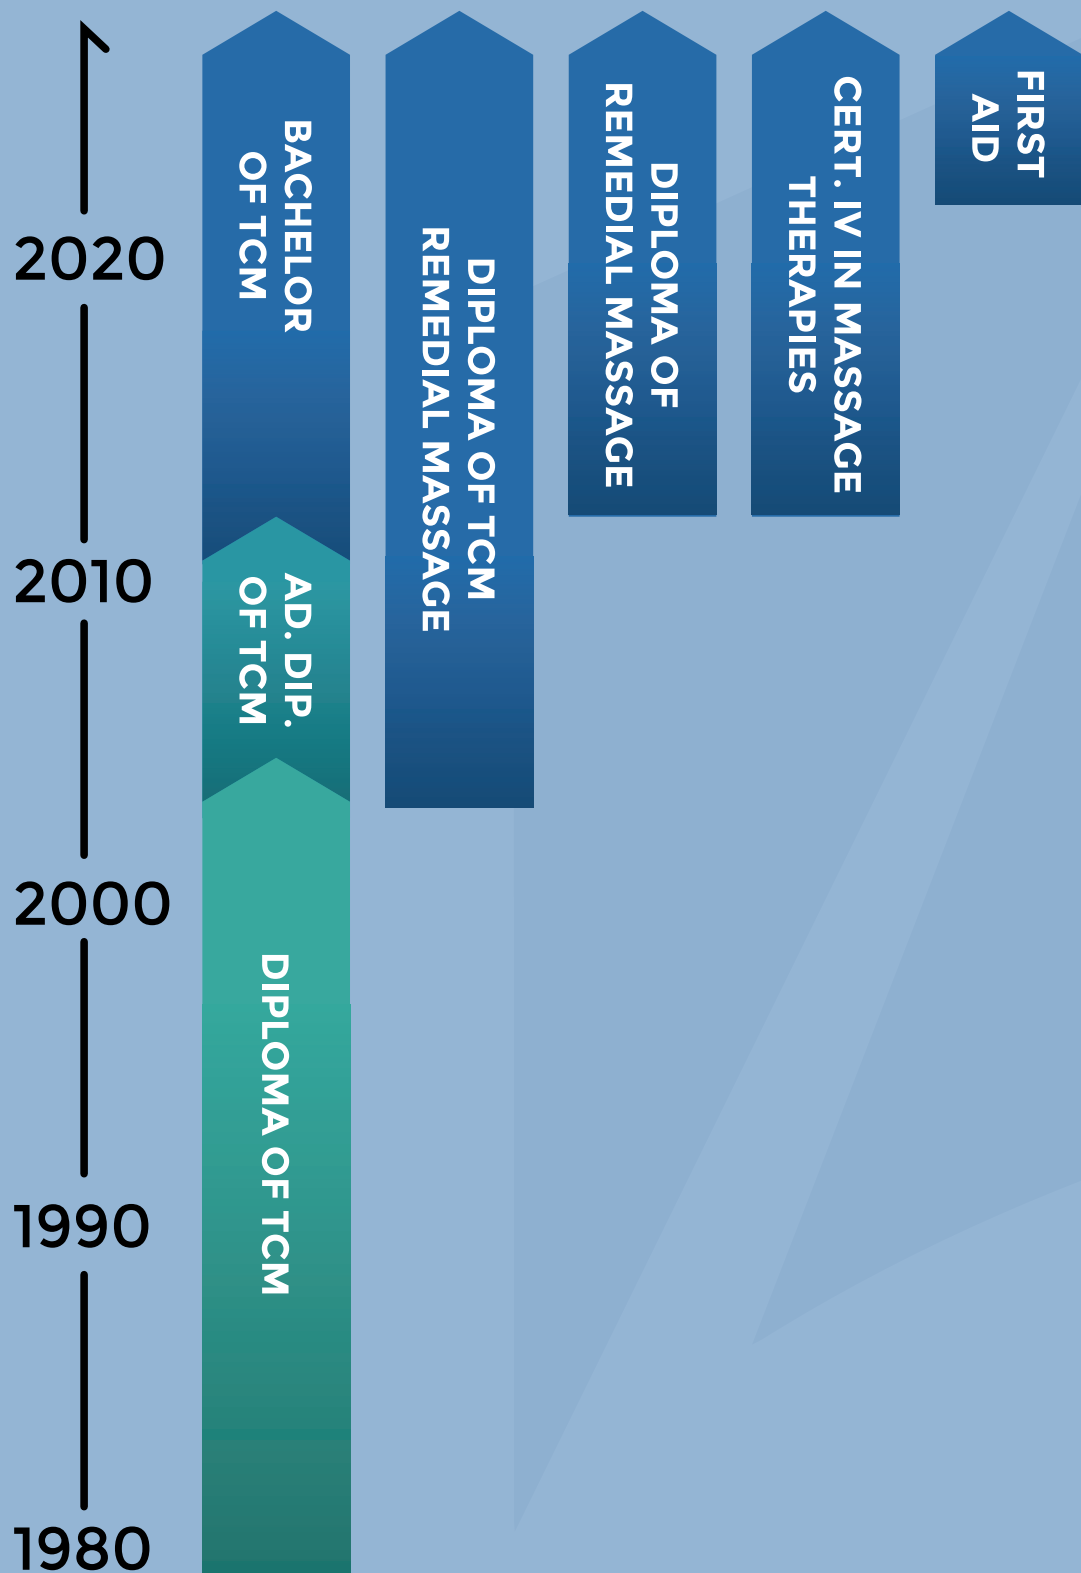 2020
2010
2000
1990
1980
BACHELOR
OF TCM
AD. DIP.
OF TCM
DIPLOMA OF TCM
DIPLOMA OF TCM
REMEDIAL MASSAGE
DIPLOMA OF
REMEDIAL MASSAGE
CERT. IV IN MASSAGE
THERAPIES
FIRST
AID